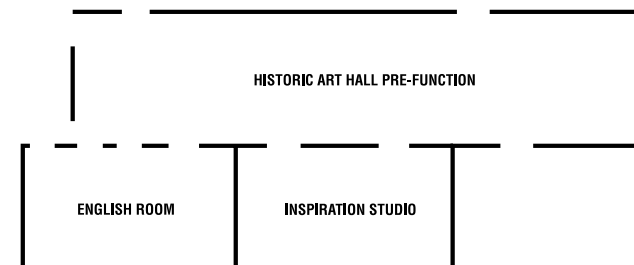 HISTORIC ART HALL PRE-FUNCTION
ENGLISH ROOM
INSPIRATION STUDIO